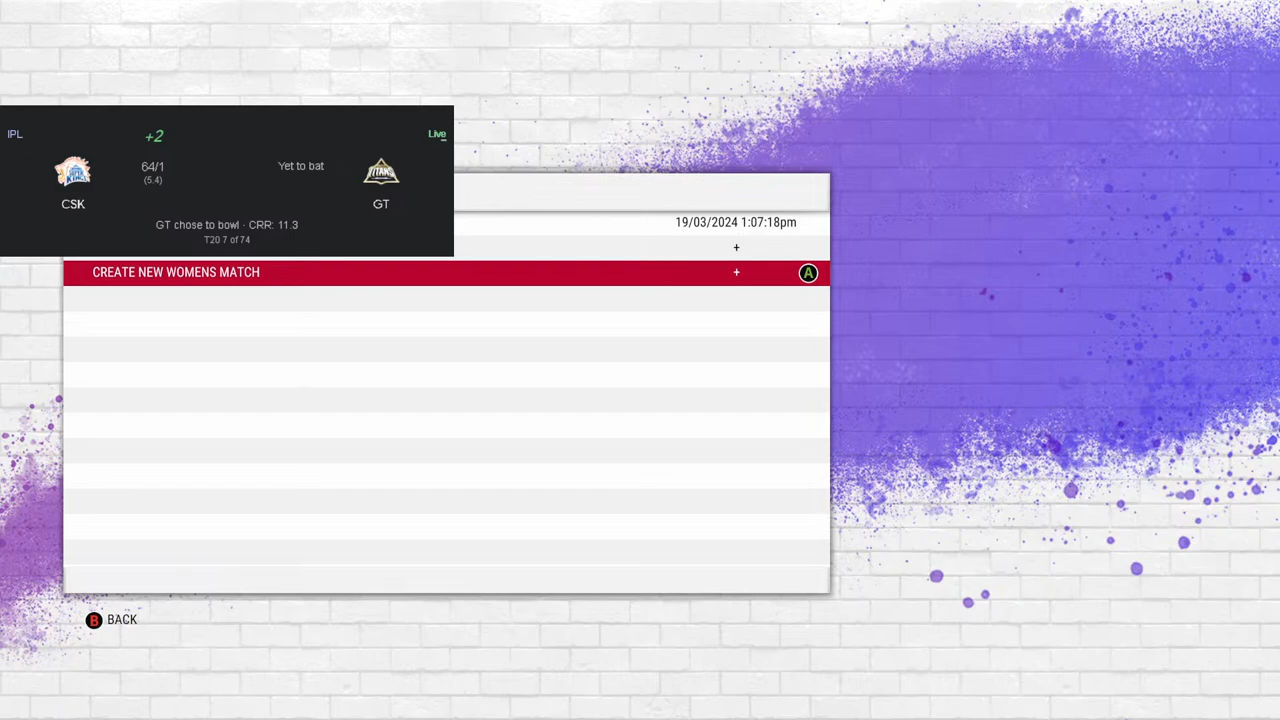 IPL
+2
Live
64/1
(5.4)
Yet to bat
TITANS
CSK
GT
GT chose to bowl · CRR: 11.3
T20 7 of 74
19/03/2024 1:07:18pm
+
CREATE NEW WOMENS MATCH + A
B BACK